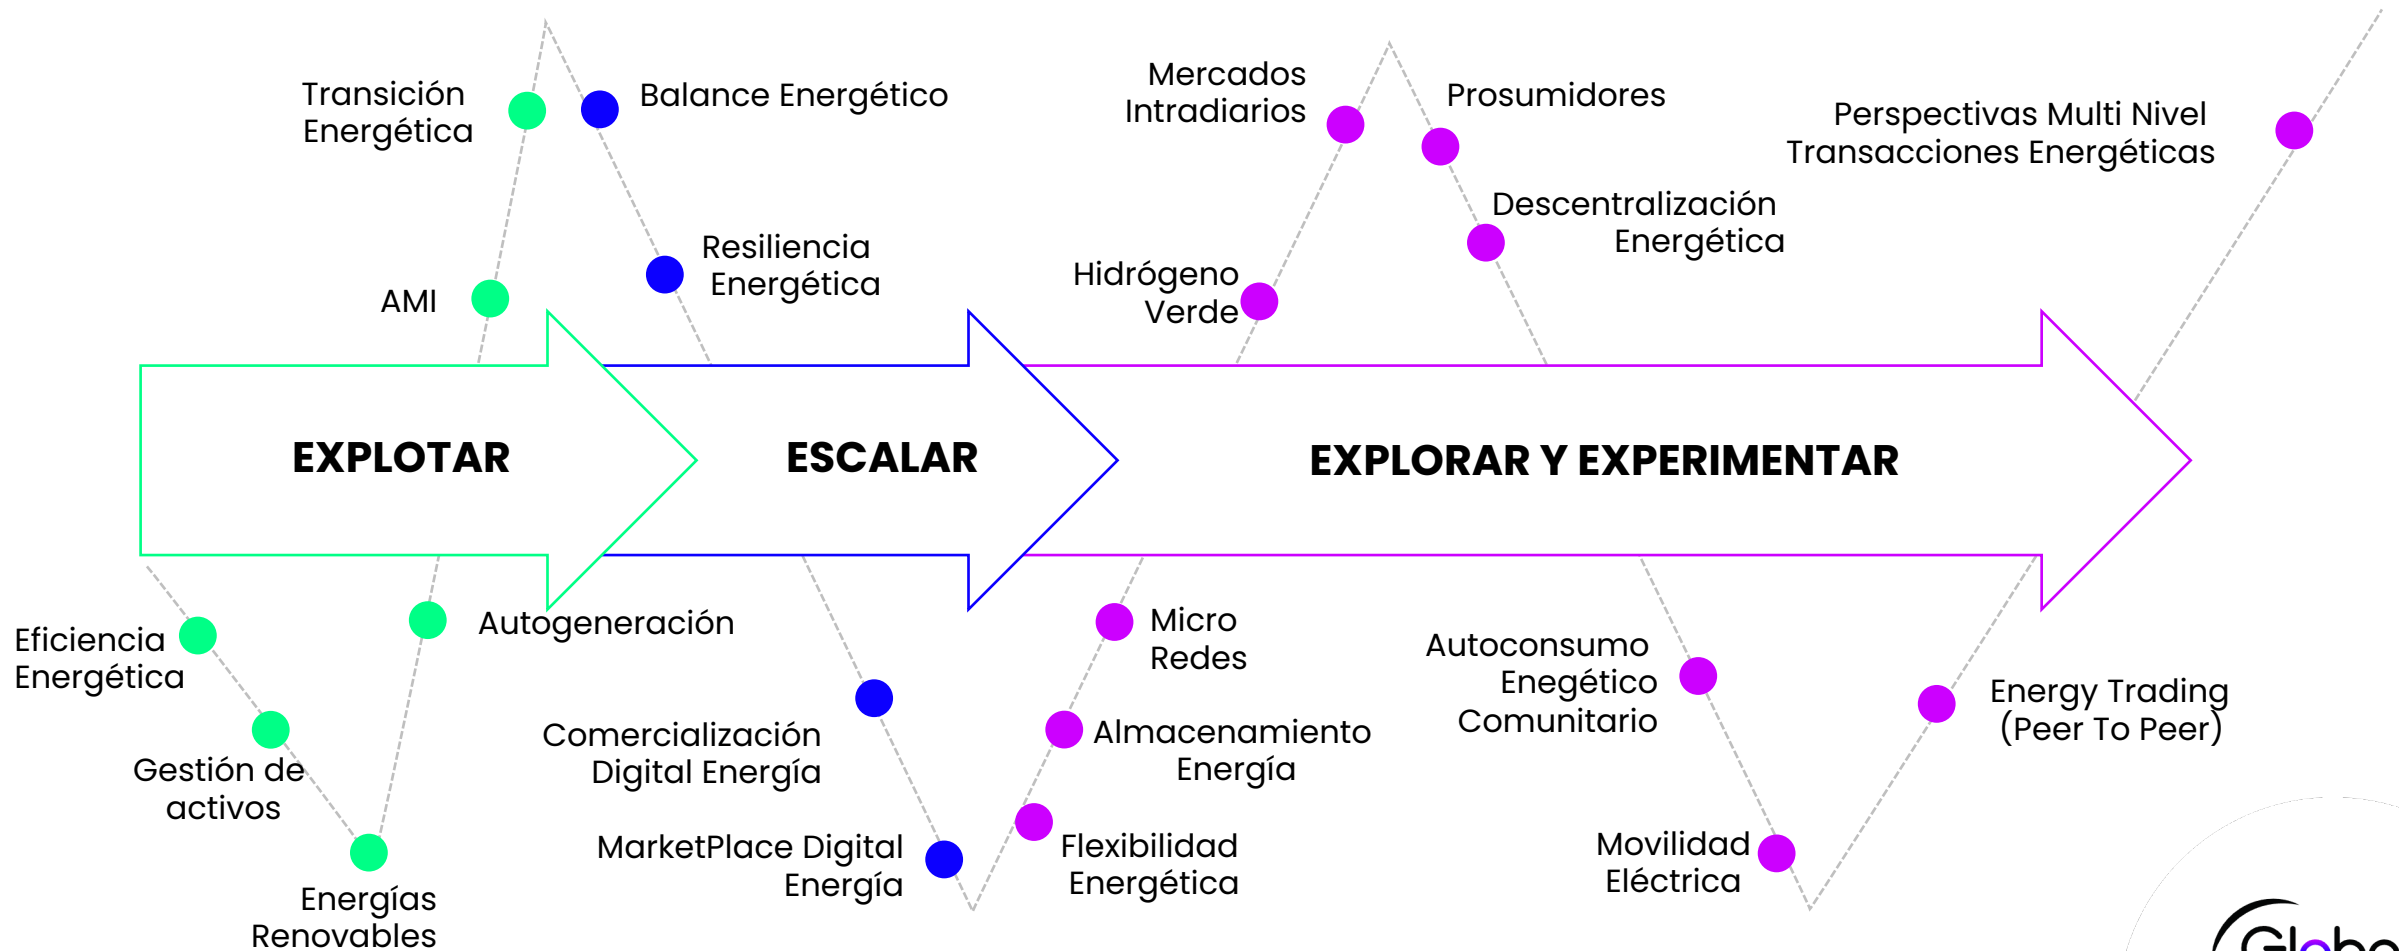 Transición
Energética
Balance Energético
Mercados
Intradiarios
Prosumidores
Perspectivas Multi Nivel
Transacciones Energéticas
AMI
Resiliencia
Energética
Hidrógeno
Verde
Descentralización
Energética
EXPLOTAR
ESCALAR
EXPLORAR Y EXPERIMENTAR
Eficiencia
Energética
Gestión de
activos
Energías
Renovables
Autogeneración
Comercialización
Digital Energía
MarketPlace Digital
Energía
Micro
Redes
Almacenamiento
Energía
Flexibilidad
Energética
Autoconsumo
Enegético
Comunitario
Movilidad
Eléctrica
Energy Trading
(Peer To Peer)